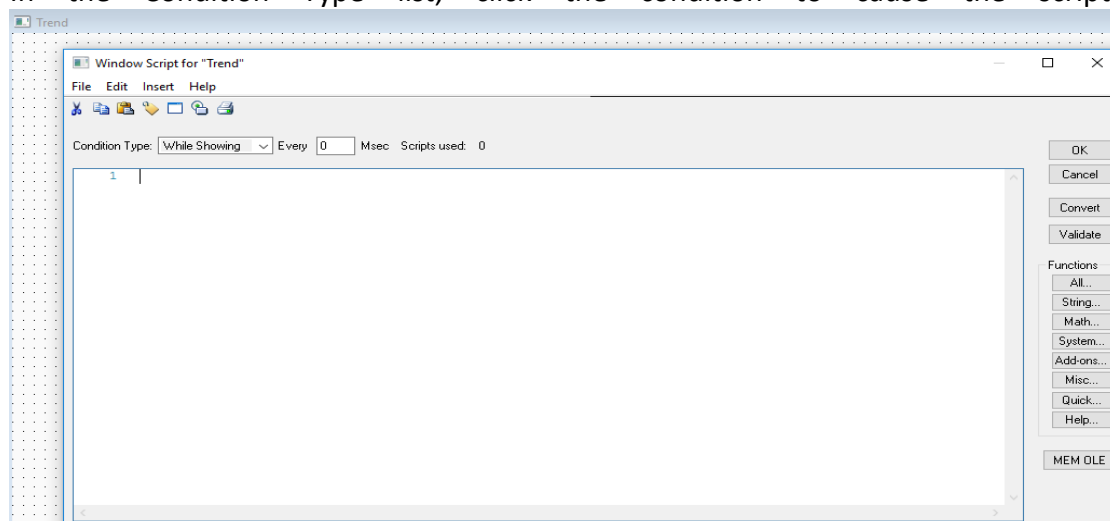 in the Condition Type list, click the condition to cause the script
Trend
Window Script for "Trend"
File Edit Insert Help
Condition Type: While Showing Every 0 Msec Scripts used: 0
1
OK
Cancel
Convert
Validate
Functions
All...
String...
Math...
System...
Add-ons...
Misc...
Quick...
Help...
MEM OLE